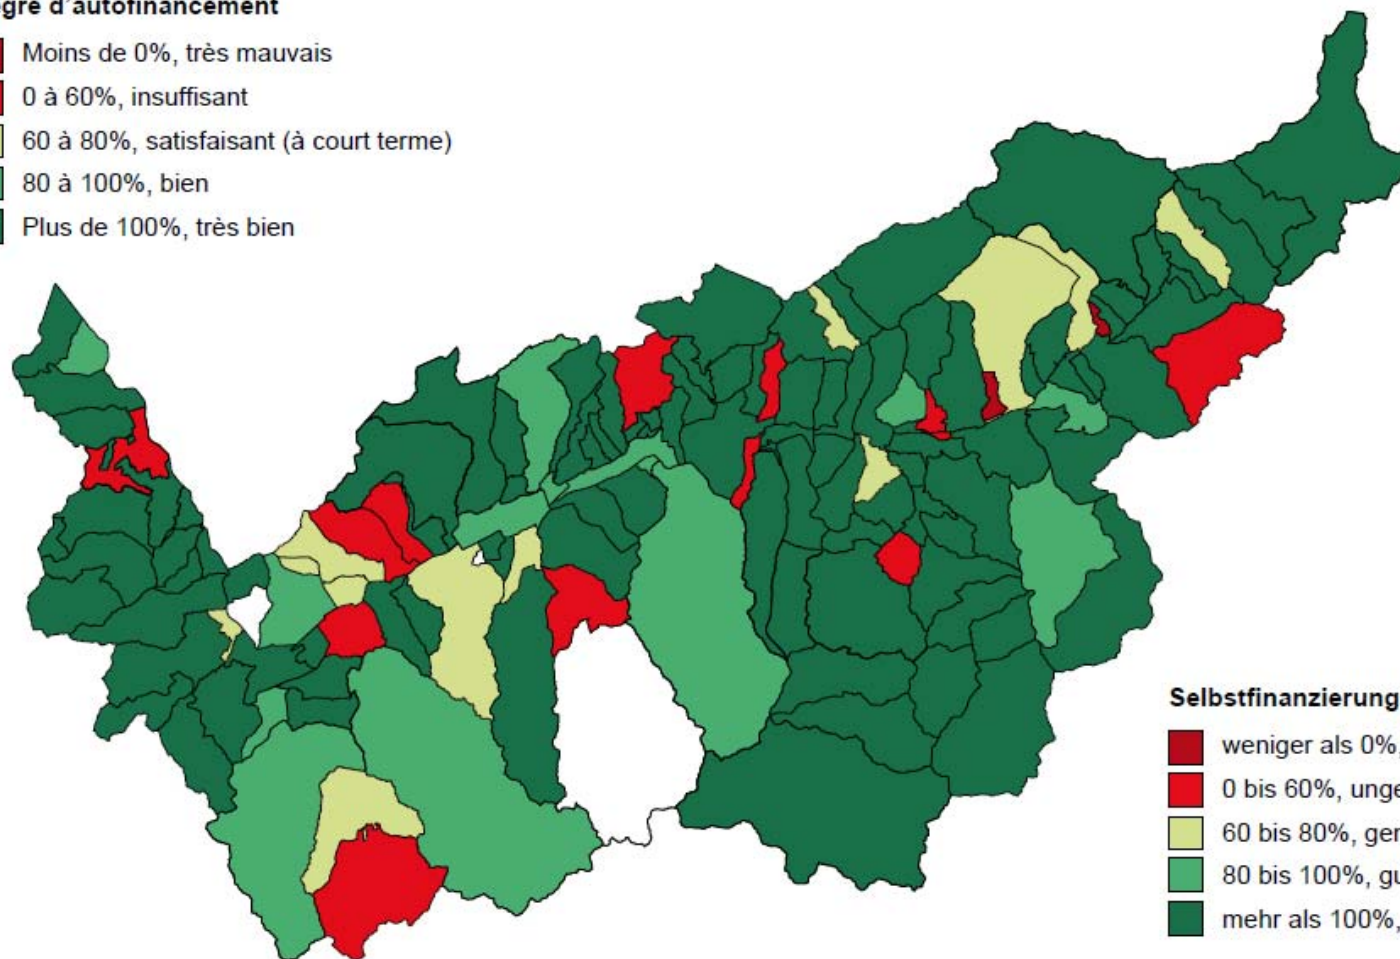 d'autofinancement
Moins de 0%, très mauvais
0 à 60%, insuffisant
60 à 80%, satisfaisant (à court terme)
80 à 100%, bien
Plus de 100%, très bien
Selbstfinanzierung
weniger als 0%,
0 bis 60%,
60 bis 80%,
80 bis 100%,
mehr als 100%,